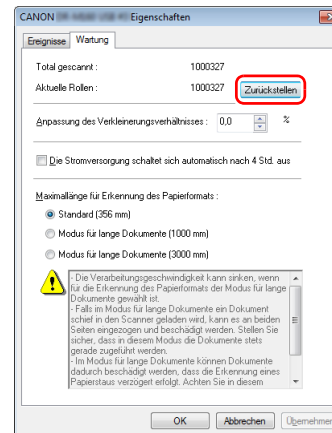 CANON Eigenschaften
Ereignisse Wartung
Total gescannt : 1000327
Aktuelle Rollen : 1000327 Zurückstellen
Anpassung des Verkleinerungsverhältnisses : 0,0 %
Die Stromversorgung schaltet sich automatisch nach 4 Std. aus
Maximallänge für Erkennung des Papierformats :
Standard (356 mm)
Modus für lange Dokumente (1000 mm)
Modus für lange Dokumente (3000 mm)
- Die Verarbeitungsgeschwindigkeit kann sinken, wenn
für die Erkennung des Papierformats der Modus für lange
Dokumente gewählt ist.
- Falls im Modus für lange Dokumente ein Dokument
schief in den Scanner geladen wird, kann es an beiden
Seiten eingezogen und beschädigt werden. Stellen Sie
sicher, dass in diesem Modus die Dokumente stets
gerade zugeführt werden.
- Im Modus für lange Dokumente können Dokumente
dadurch beschädigt werden, dass die Erkennung eines
Papierstaus verzögert erfolgt. Achten Sie in diesem
OK Abbrechen Übernehmen